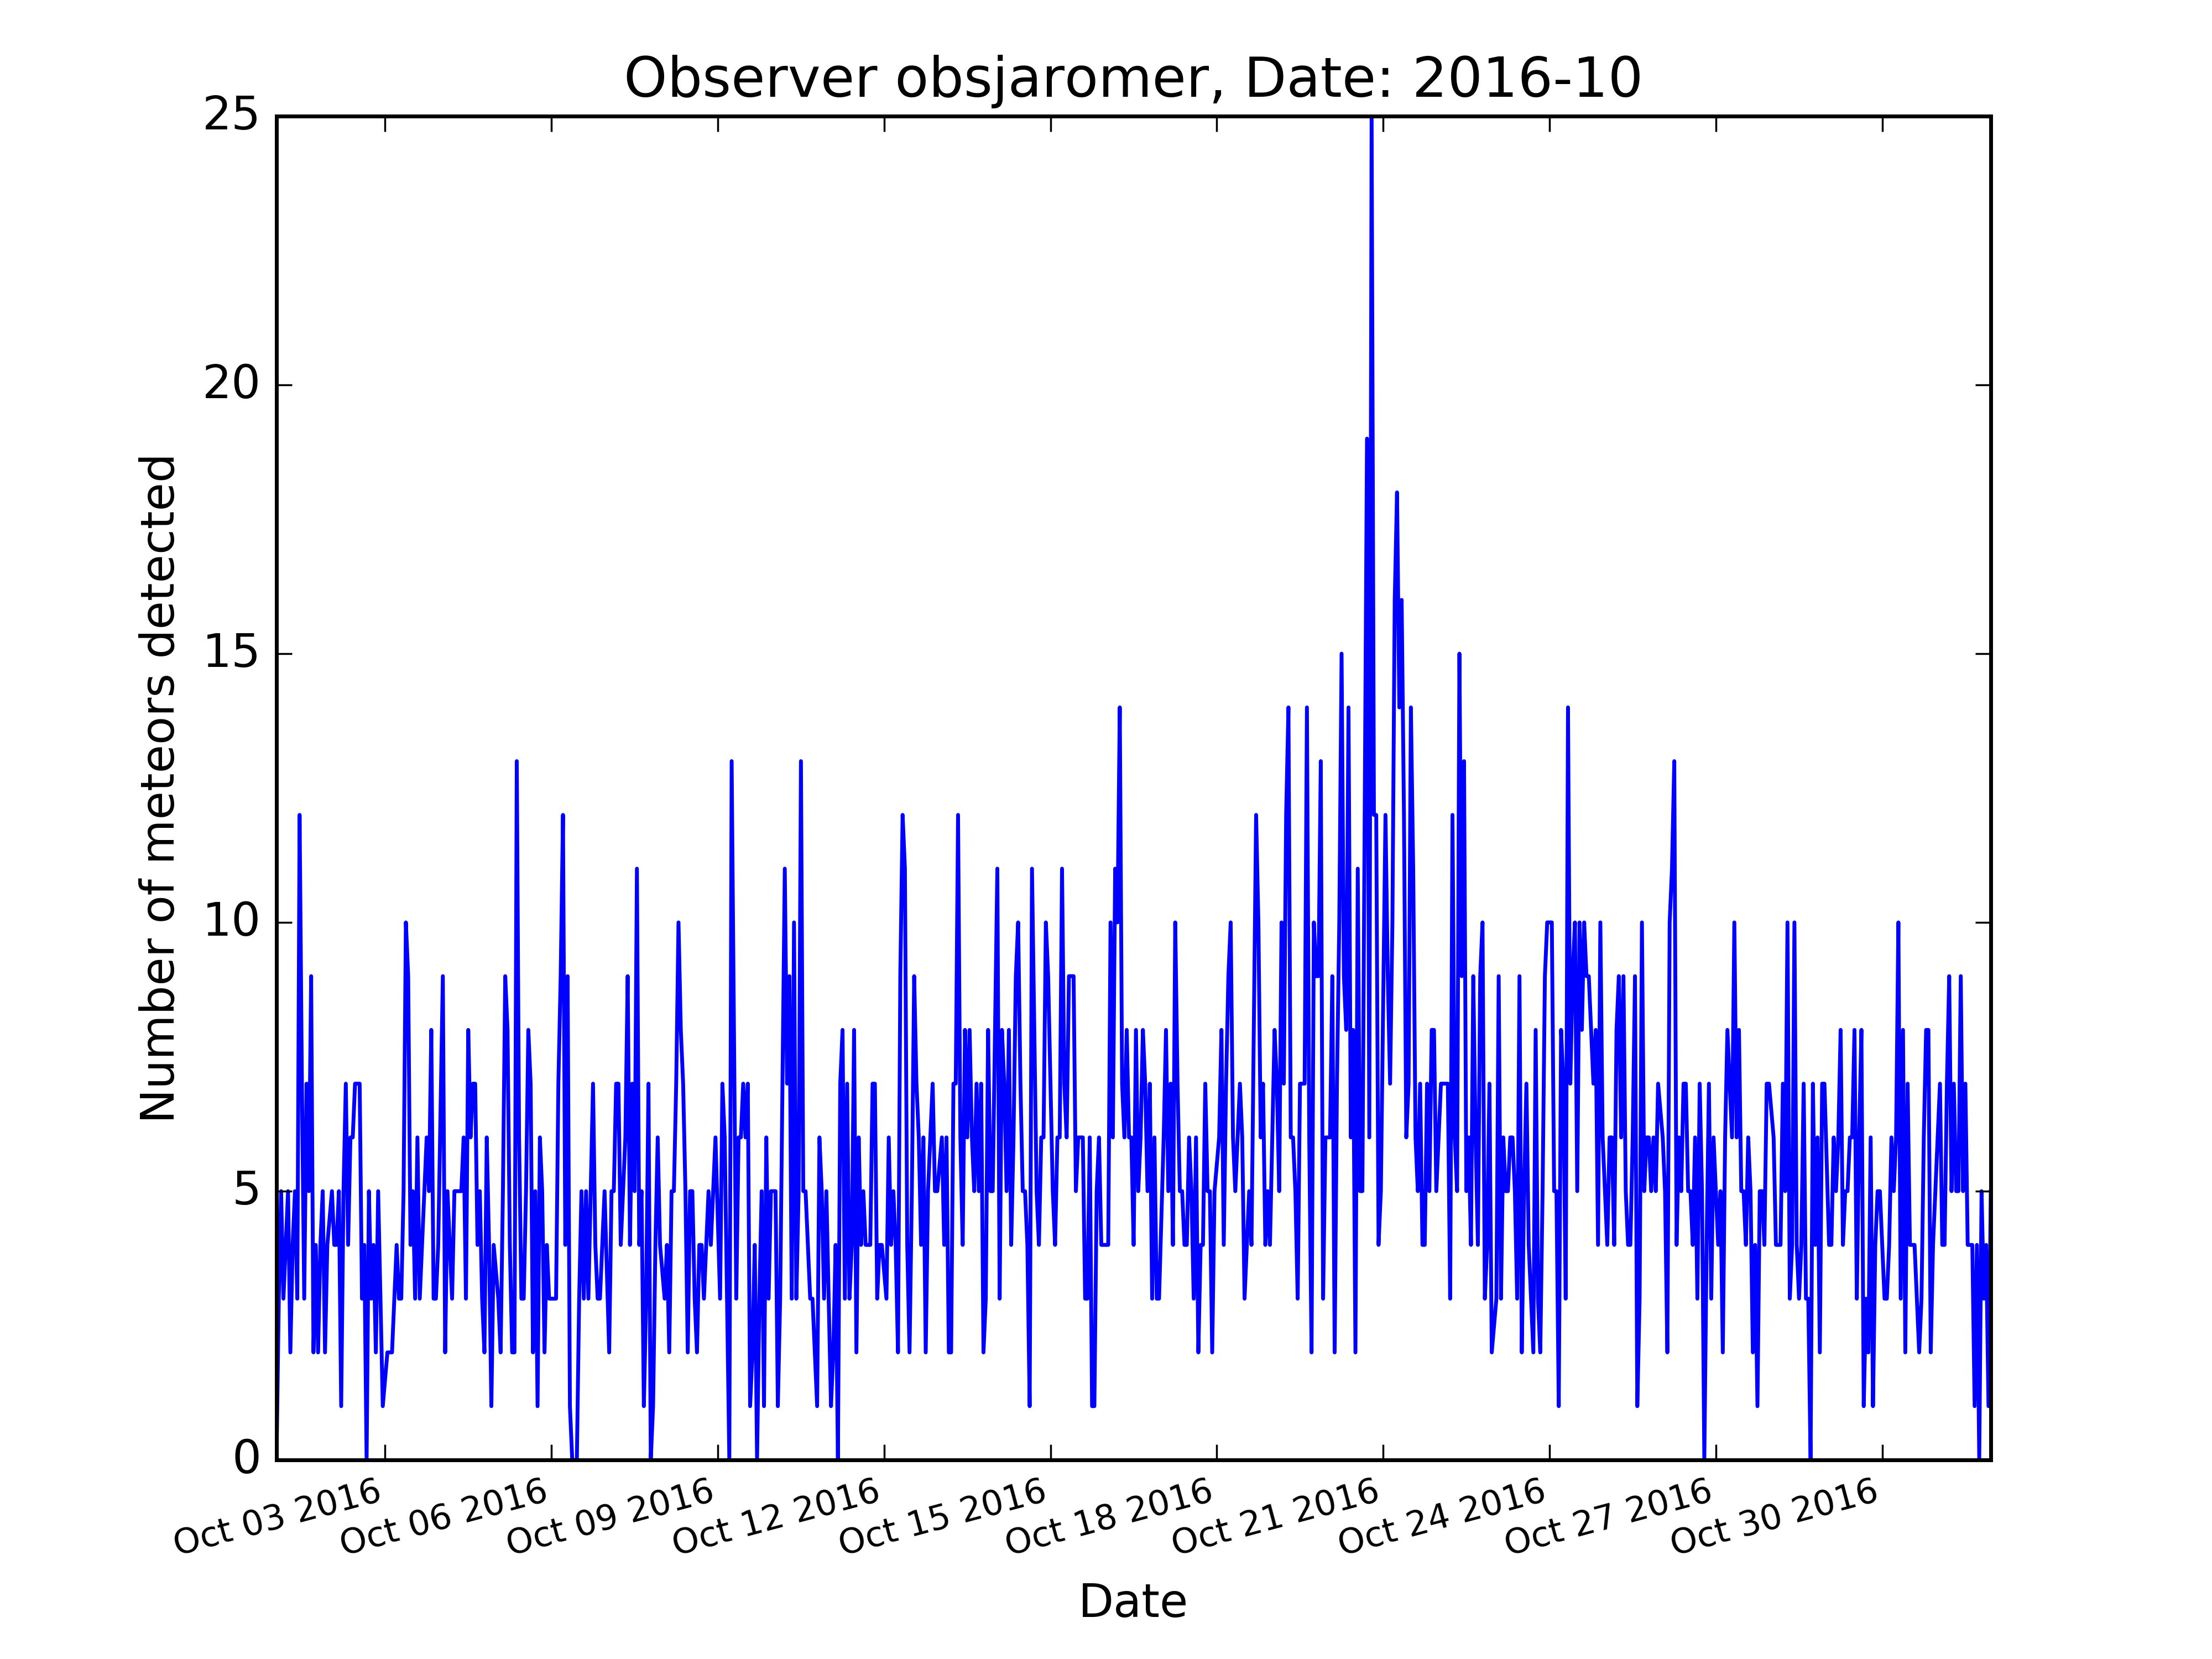 Observer obsjaromer, Date: 2016-10
25
20
15
10
5
0
Number of meteors detected
Oct 03 2016
Oct 06 2016
Oct 09 2016
Oct 12 2016
Oct 15 2016
Oct 18 2016
Oct 21 2016
Oct 24 2016
Oct 27 2016
Oct 30 2016
Date